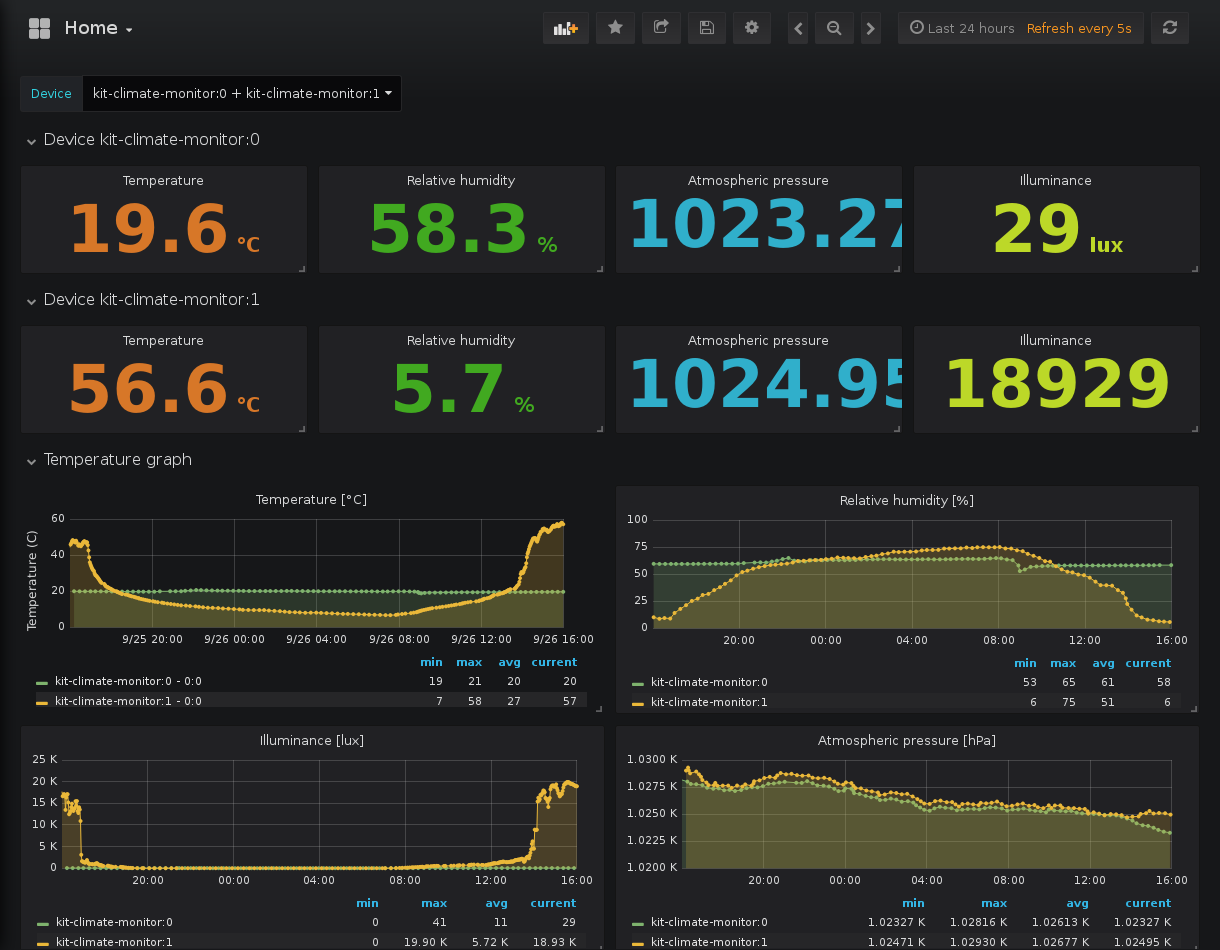 Home
Last 24 hours Refresh every 5s
Device kit-climate-monitor:0 + kit-climate-monitor:1
Device kit-climate-monitor:0
Temperature Relative humidity Atmospheric pressure Illuminance
19.6 °C 58.3 % 1023.27 29 lux
Device kit-climate-monitor:1
Temperature Relative humidity Atmospheric pressure Illuminance
56.6 °C 5.7 % 1024.95 18929
Temperature graph
Temperature [°C]
Temperature (C)
60
40
20
0
9/25 20:00 9/26 00:00 9/26 04:00 9/26 08:00 9/26 12:00 9/26 16:00
min max avg current
kit-climate-monitor:0 - 0:0 19 21 20 20
kit-climate-monitor:1 - 0:0 7 58 27 57
Relative humidity [%]
100
75
50
25
0
20:00 00:00 04:00 08:00 12:00 16:00
min max avg current
kit-climate-monitor:0 53 65 61 58
kit-climate-monitor:1 6 75 51 6
Illuminance [lux]
25 K
20 K
15 K
10 K
5 K
0
20:00 00:00 04:00 08:00 12:00 16:00
min max avg current
kit-climate-monitor:0 0 41 11 29
kit-climate-monitor:1 0 19.90 K 5.72 K 18.93 K
Atmospheric pressure [hPa]
1.0300 K
1.0275 K
1.0250 K
1.0225 K
1.0200 K
20:00 00:00 04:00 08:00 12:00 16:00
min max avg current
kit-climate-monitor:0 1.02327 K 1.02816 K 1.02613 K 1.02327 K
kit-climate-monitor:1 1.02471 K 1.02930 K 1.02677 K 1.02495 K